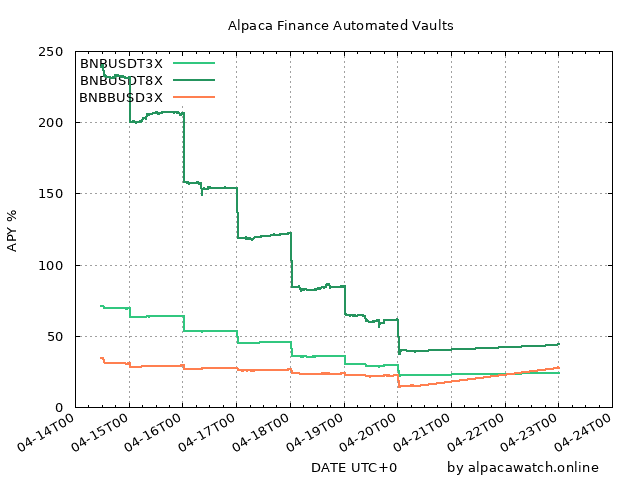 Alpaca Finance Automated Vaults
250
200
150
100
50
0
APY %
BNBUSDT3X
BNBUSDT8X
BNBBUSD3X
04-14T00
04-15T00
04-16T00
04-17T00
04-18T00
04-19T00
04-20T00
04-21T00
04-22T00
04-23T00
04-24T00
DATE UTC+0
by alpacawatch.online